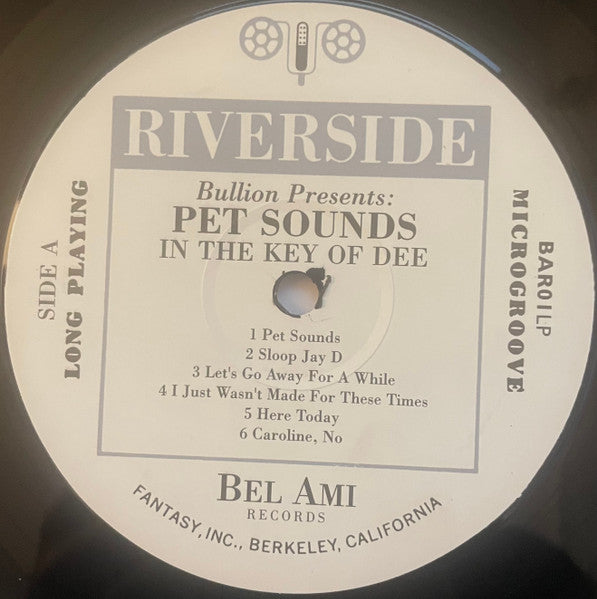 RIVERSIDE
Bullion Presents:
PET SOUNDS
IN THE KEY OF DEE
SIDE A
LONG PLAYING
BAR01LP
MICROGROOVE
1 Pet Sounds
2 Sloop Jay D
3 Let's Go Away For A While
4 I Just Wasn't Made For These Times
5 Here Today
6 Caroline, No
BEL AMI
RECORDS
FANTASY, INC., BERKELEY, CALIFORNIA